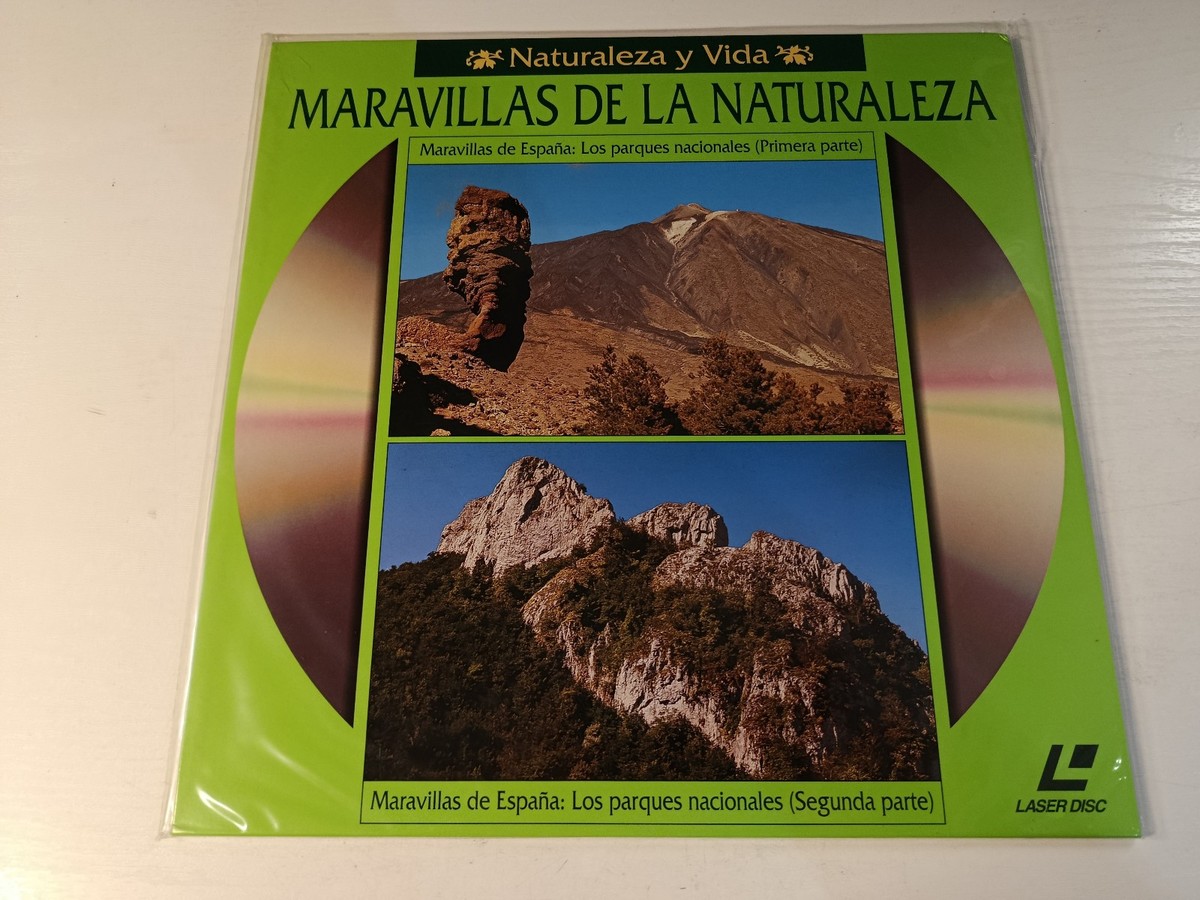 Naturaleza y Vida
MARAVILLAS DE LA NATURALEZA
Maravillas de España: Los parques nacionales (Primera parte)
Maravillas de España: Los parques nacionales (Segunda parte)
LASER DISC